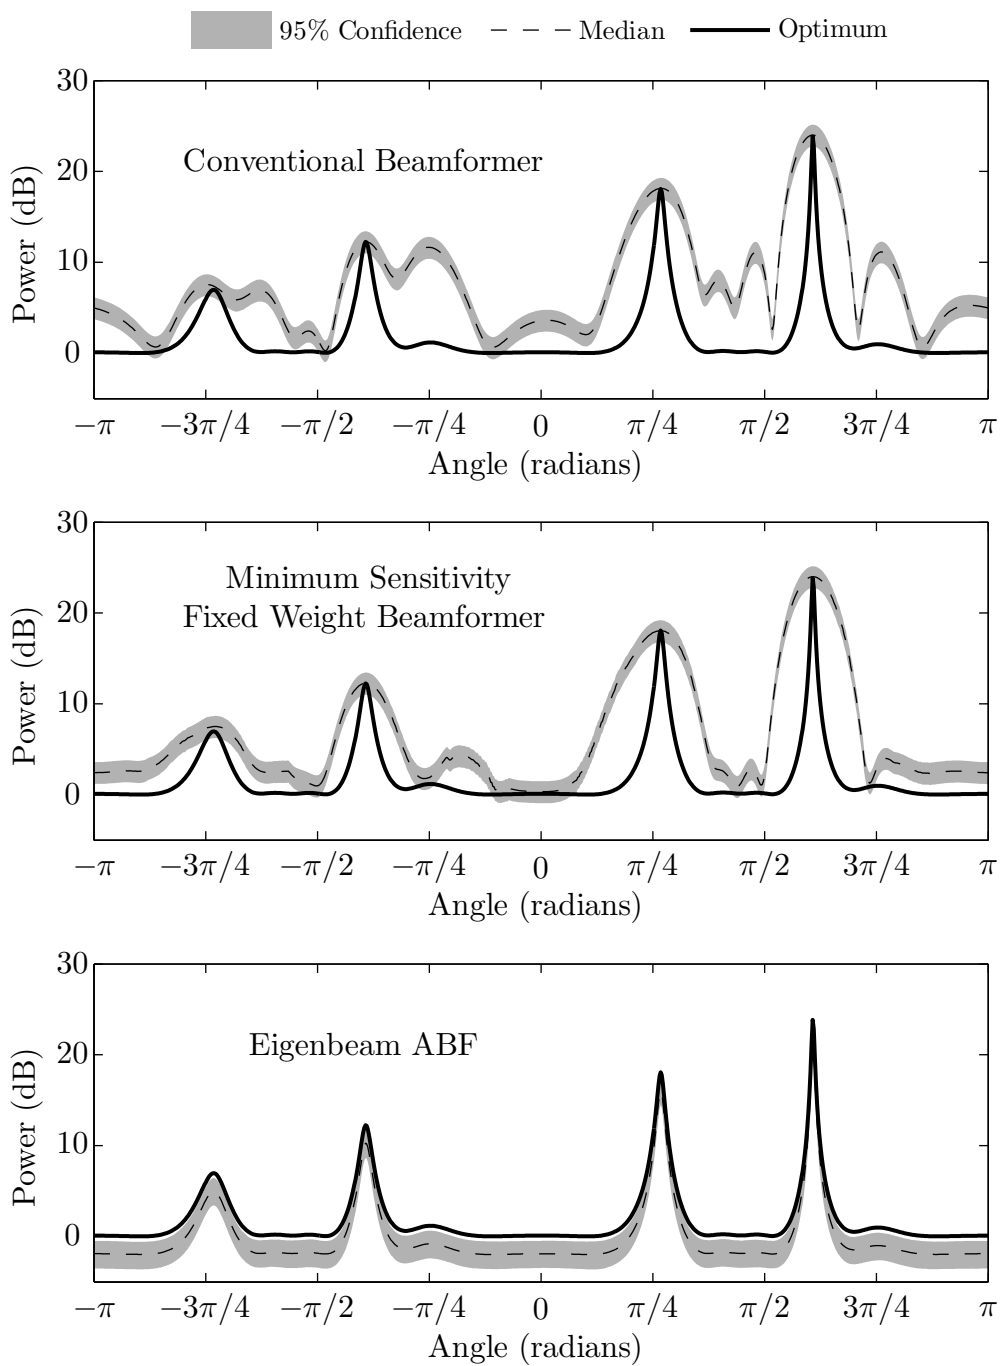 95% Confidence Median Optimum
30
20
10
0
Power (dB)
Conventional Beamformer
−π −3π/4 −π/2 −π/4 0 π/4 π/2 3π/4 π
Angle (radians)
30
20
10
0
Power (dB)
Minimum Sensitivity
Fixed Weight Beamformer
−π −3π/4 −π/2 −π/4 0 π/4 π/2 3π/4 π
Angle (radians)
30
20
10
0
Power (dB)
Eigenbeam ABF
−π −3π/4 −π/2 −π/4 0 π/4 π/2 3π/4 π
Angle (radians)